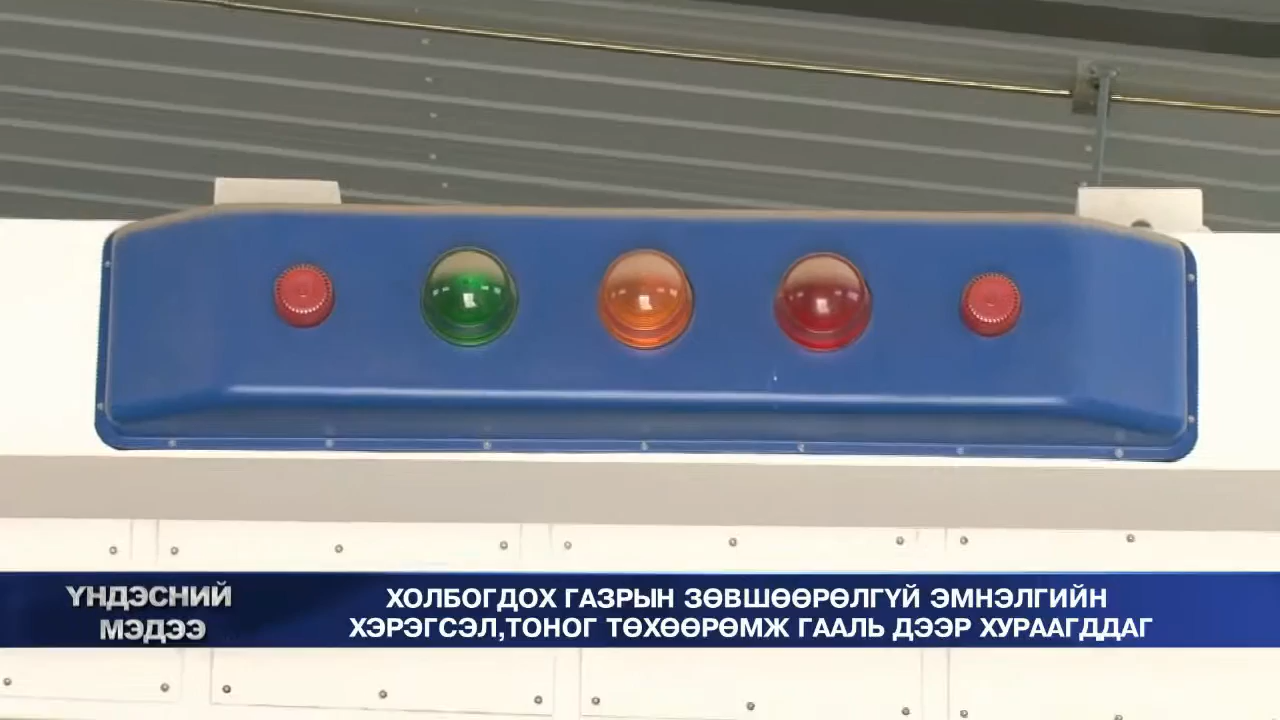 ҮНДЭСНИЙ
МЭДЭЭ
ХОЛБОГДОХ ГАЗРЫН ЗӨВШӨӨРӨЛГҮЙ ЭМНЭЛГИЙН
ХЭРЭГСЭЛ,ТОНОГ ТӨХӨӨРӨМЖ ГААЛЬ ДЭЭР ХУРААГДДАГ